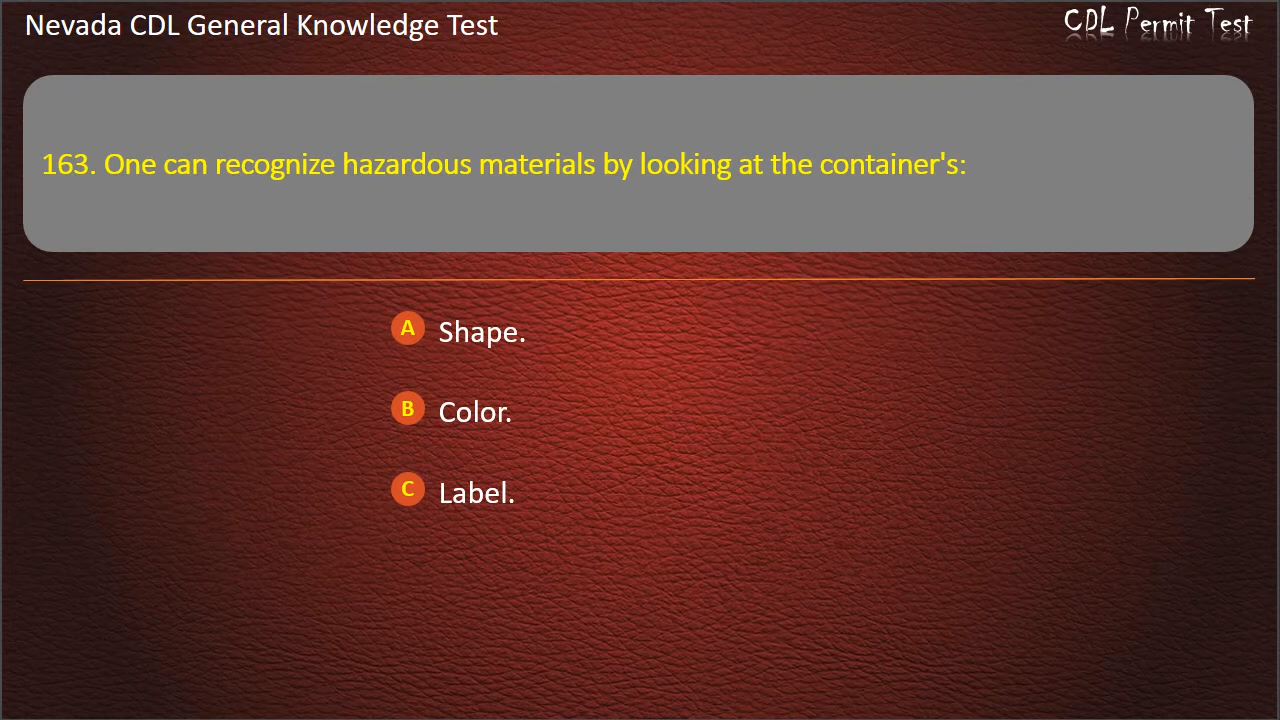 Nevada CDL General Knowledge Test
CDL Permit Test
163. One can recognize hazardous materials by looking at the container's:
A Shape.
B Color.
C Label.